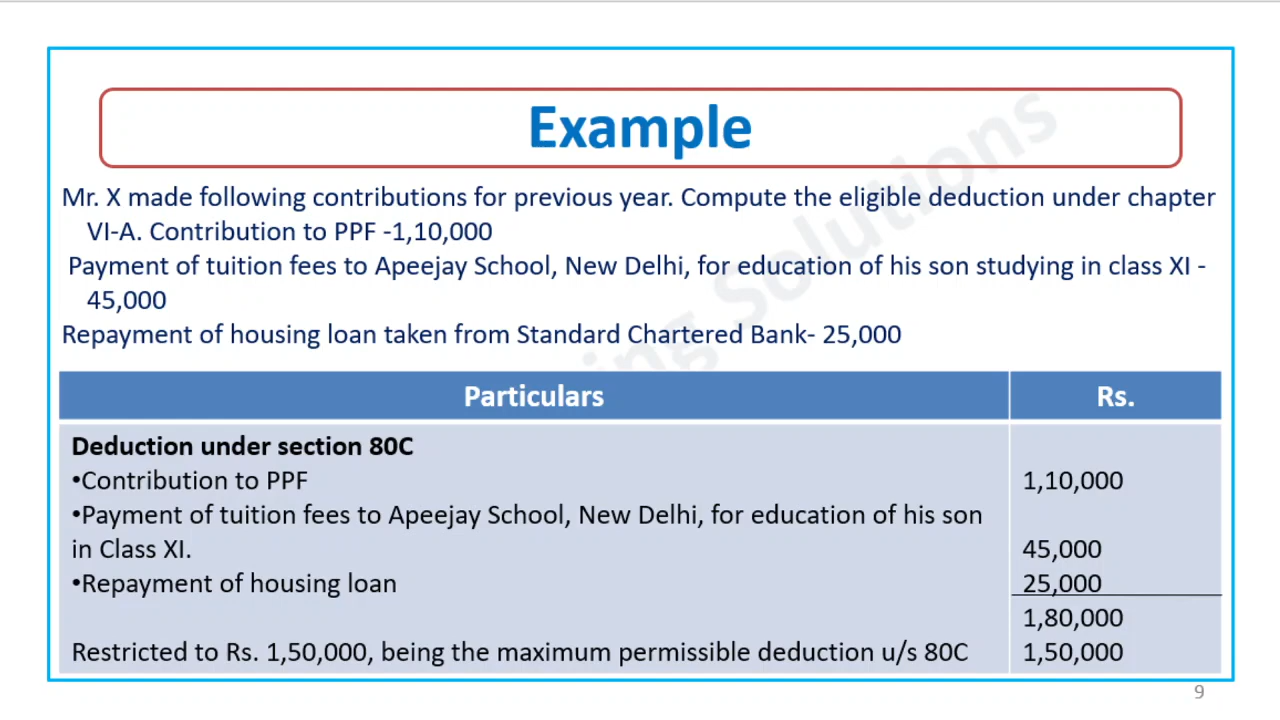 Example
Mr. X made following contributions for previous year. Compute the eligible deduction under chapter
VI-A. Contribution to PPF -1,10,000
Payment of tuition fees to Apeejay School, New Delhi, for education of his son studying in class XI -
45,000
Repayment of housing loan taken from Standard Chartered Bank- 25,000
Particulars Rs.
Deduction under section 80C
•Contribution to PPF 1,10,000
•Payment of tuition fees to Apeejay School, New Delhi, for education of his son
in Class XI. 45,000
•Repayment of housing loan 25,000
1,80,000
Restricted to Rs. 1,50,000, being the maximum permissible deduction u/s 80C 1,50,000
9
Solutions